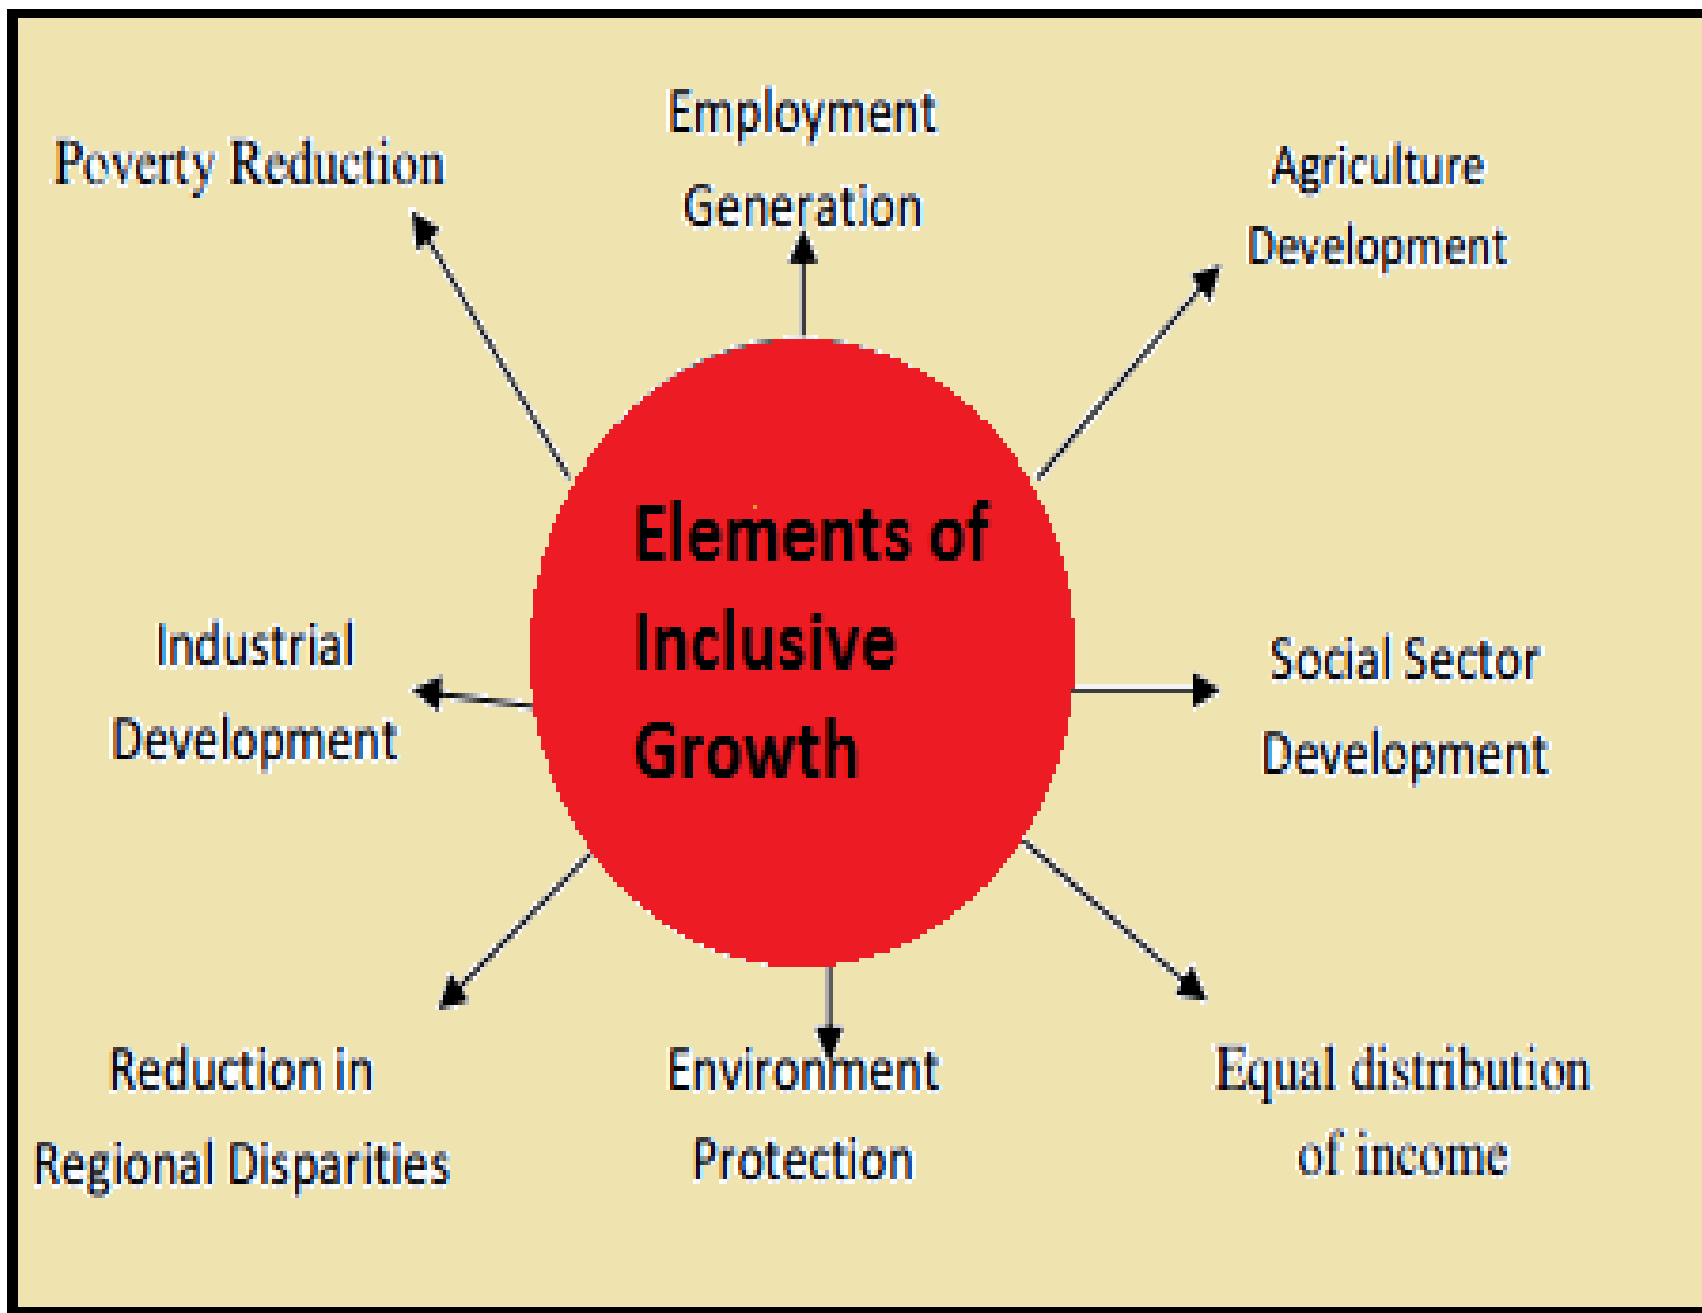 Poverty Reduction
Employment
Generation
Agriculture
Development
Elements of
Inclusive
Growth
Industrial
Development
Social Sector
Development
Reduction in
Regional Disparities
Environment
Protection
Equal distribution
of income